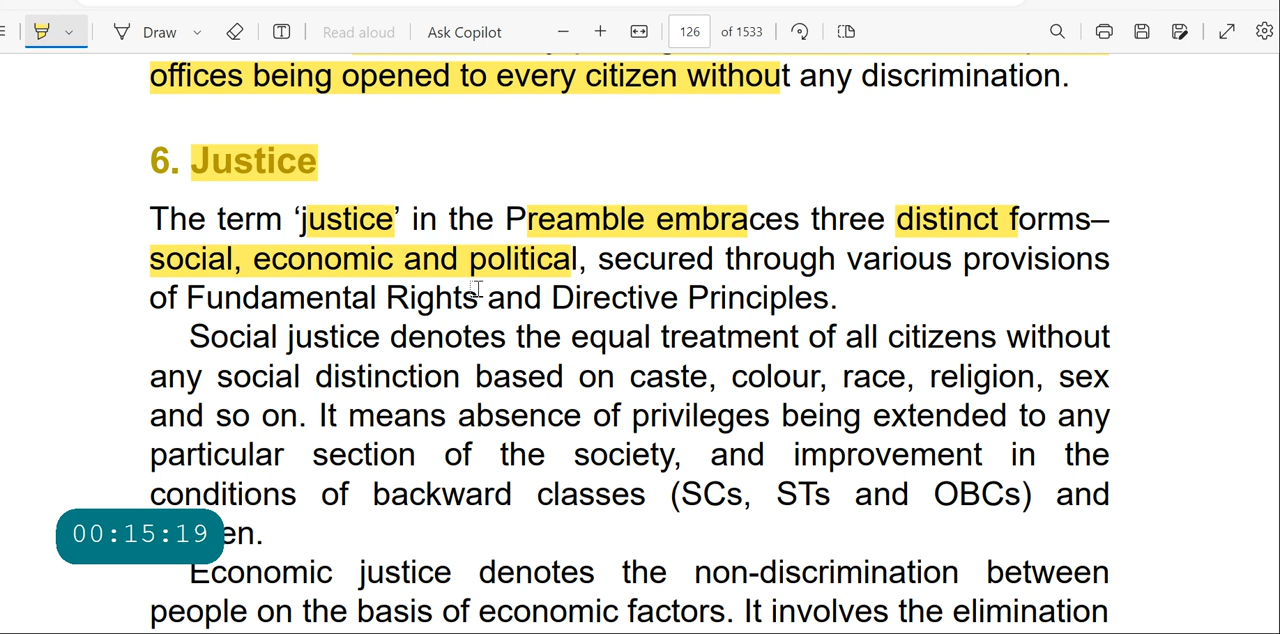 Draw
Read aloud
Ask Copilot
126 of 1533
offices being opened to every citizen without any discrimination.
6. Justice
The term ‘justice’ in the Preamble embraces three distinct forms–
social, economic and political, secured through various provisions
of Fundamental Rights and Directive Principles.
Social justice denotes the equal treatment of all citizens without
any social distinction based on caste, colour, race, religion, sex
and so on. It means absence of privileges being extended to any
particular section of the society, and improvement in the
conditions of backward classes (SCs, STs and OBCs) and
en.
00:15:19
Economic justice denotes the non-discrimination between
people on the basis of economic factors. It involves the elimination